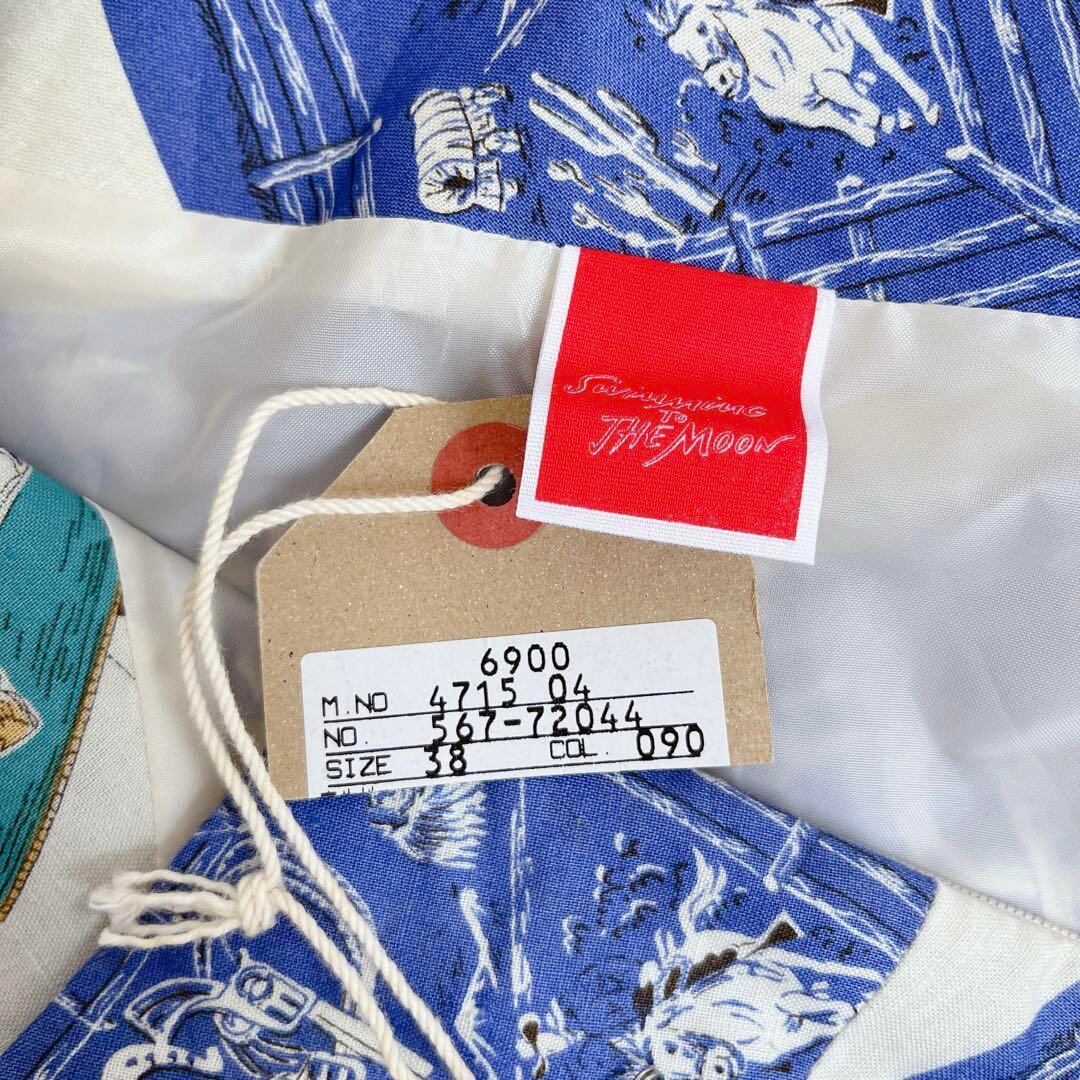 Swimming
TO
THE MOON
6900
M.NO 4715 04
NO. 567-72044
SIZE 38 COL. 090